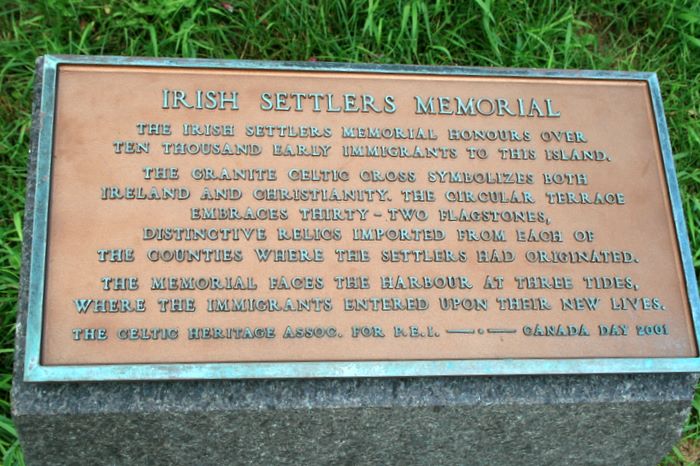 IRISH SETTLERS MEMORIAL
THE IRISH SETTLERS MEMORIAL HONOURS OVER
TEN THOUSAND EARLY IMMIGRANTS TO THIS ISLAND.
THE GRANITE CELTIC CROSS SYMBOLIZES BOTH
IRELAND AND CHRISTIANITY. THE CIRCULAR TERRACE
EMBRACES THIRTY-TWO FLAGSTONES,
DISTINCTIVE RELICS IMPORTED FROM EACH OF
THE COUNTIES WHERE THE SETTLERS HAD ORIGINATED.
THE MEMORIAL FACES THE HARBOUR AT THREE TIDES,
WHERE THE IMMIGRANTS ENTERED UPON THEIR NEW LIVES.
THE CELTIC HERITAGE ASSOC. FOR P.E.I. —·— CANADA DAY 2001